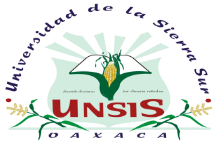 Universidad de la Sierra Sur
UNSIS
OAXACA